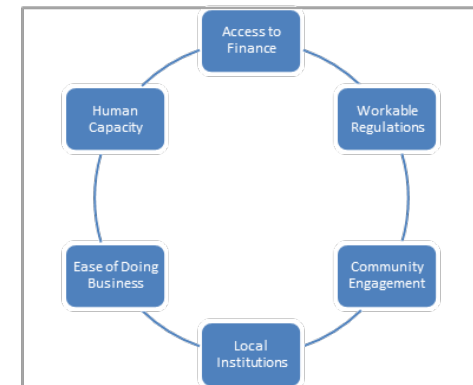 Access to
Finance
Human
Capacity
Workable
Regulations
Ease of Doing
Business
Community
Engagement
Local
Institutions